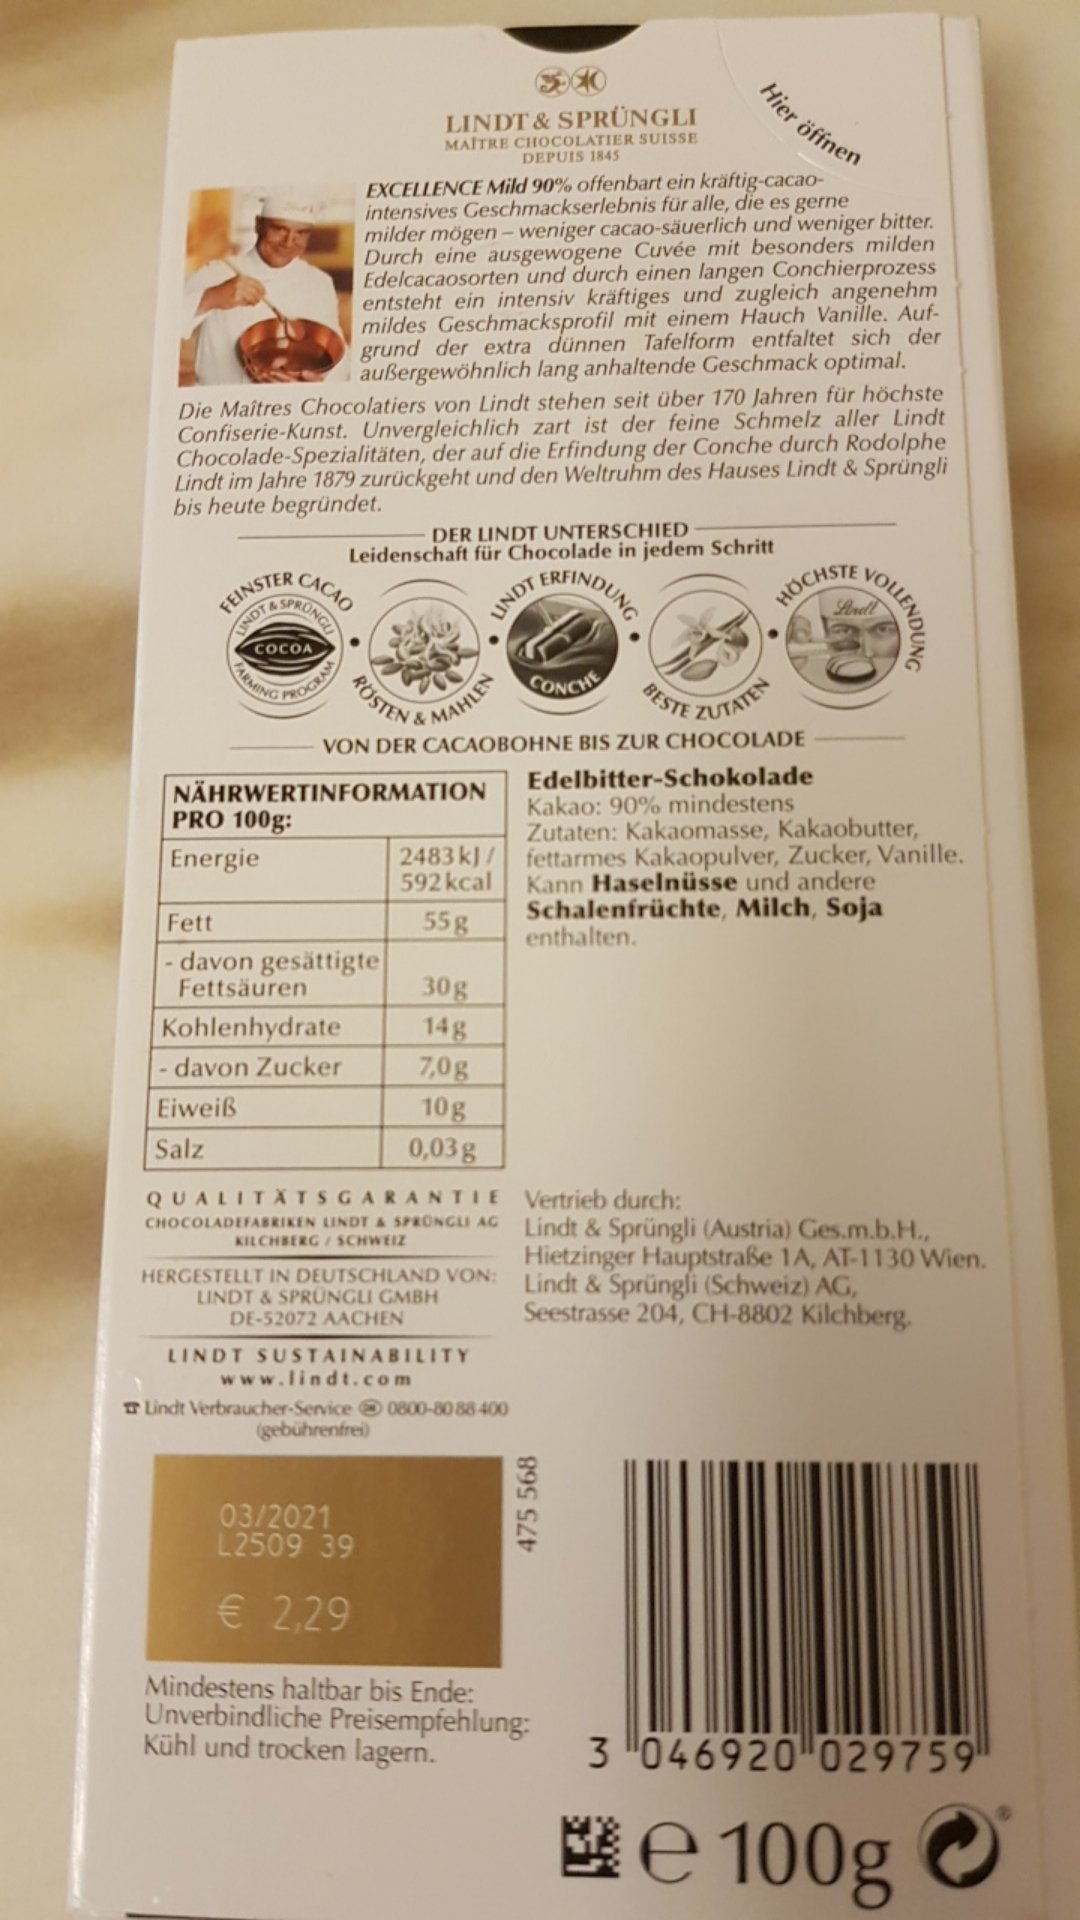 Hier öffnen
LINDT & SPRÜNGLI
MAÎTRE CHOCOLATIER SUISSE
DEPUIS 1845
EXCELLENCE Mild 90% offenbart ein kräftig-cacao-
intensives Geschmackserlebnis für alle, die es gerne
milder mögen – weniger cacao-säuerlich und weniger bitter.
Durch eine ausgewogene Cuvée mit besonders milden
Edelcacaosorten und durch einen langen Conchierprozess
entsteht ein intensiv kräftiges und zugleich angenehm
mildes Geschmacksprofil mit einem Hauch Vanille. Auf-
grund der extra dünnen Tafelform entfaltet sich der
außergewöhnlich lang anhaltende Geschmack optimal.
Die Maîtres Chocolatiers von Lindt stehen seit über 170 Jahren für höchste
Confiserie-Kunst. Unvergleichlich zart ist der feine Schmelz aller Lindt
Chocolade-Spezialitäten, der auf die Erfindung der Conche durch Rodolphe
Lindt im Jahre 1879 zurückgeht und den Weltruhm des Hauses Lindt & Sprüngli
bis heute begründet.
DER LINDT UNTERSCHIED
Leidenschaft für Chocolade in jedem Schritt
FEINSTER CACAO
LINDT & SPRÜNGLI
COCOA
FARMING PROGRAM
RÖSTEN & MAHLEN
LINDT ERFINDUNG
CONCHE
BESTE ZUTATEN
HÖCHSTE VOLLENDUNG
Lindt
VON DER CACAOBOHNE BIS ZUR CHOCOLADE
NÄHRWERTINFORMATION
PRO 100g:
Energie 2483 kJ /
592 kcal
Fett 55 g
- davon gesättigte
Fettsäuren 30 g
Kohlenhydrate 14 g
- davon Zucker 7,0 g
Eiweiß 10 g
Salz 0,03 g
Edelbitter-Schokolade
Kakao: 90% mindestens
Zutaten: Kakaomasse, Kakaobutter,
fettarmes Kakaopulver, Zucker, Vanille.
Kann Haselnüsse und andere
Schalenfrüchte, Milch, Soja
enthalten.
QUALITÄTSGARANTIE
CHOCOLADEFABRIKEN LINDT & SPRÜNGLI AG
KILCHBERG / SCHWEIZ
HERGESTELLT IN DEUTSCHLAND VON:
LINDT & SPRÜNGLI GMBH
DE-52072 AACHEN
LINDT SUSTAINABILITY
www.lindt.com
Lindt Verbraucher-Service 0800-80 88 400
(gebührenfrei)
Vertrieb durch:
Lindt & Sprüngli (Austria) Ges.m.b.H.,
Hietzinger Hauptstraße 1A, AT-1130 Wien.
Lindt & Sprüngli (Schweiz) AG,
Seestrasse 204, CH-8802 Kilchberg.
03/2021
L2509 39
€ 2,29
475 568
Mindestens haltbar bis Ende:
Unverbindliche Preisempfehlung:
Kühl und trocken lagern.
3 046920 029759
e 100g
®